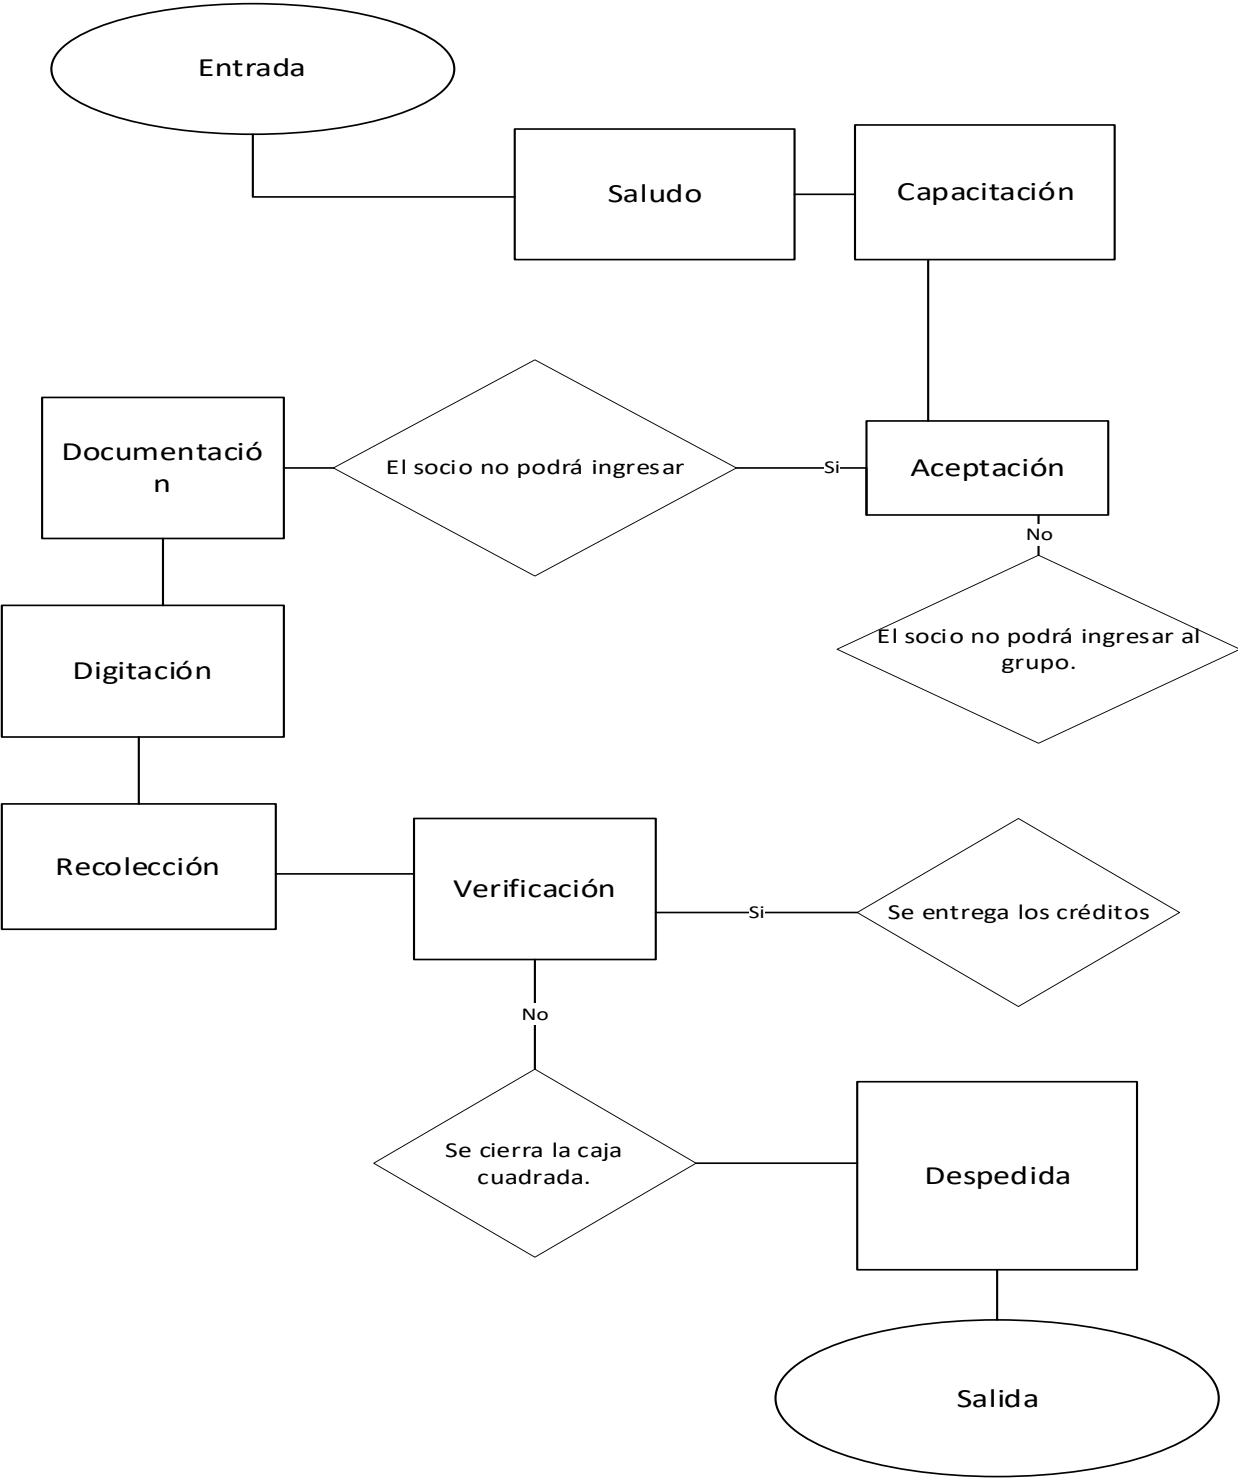 Entrada
Saludo
Capacitación
Documentació
n
El socio no podrá ingresar
Si
Aceptación
No
El socio no podrá ingresar al
grupo.
Digitación
Recolección
Verificación
Si
Se entrega los créditos
No
Se cierra la caja
cuadrada.
Despedida
Salida